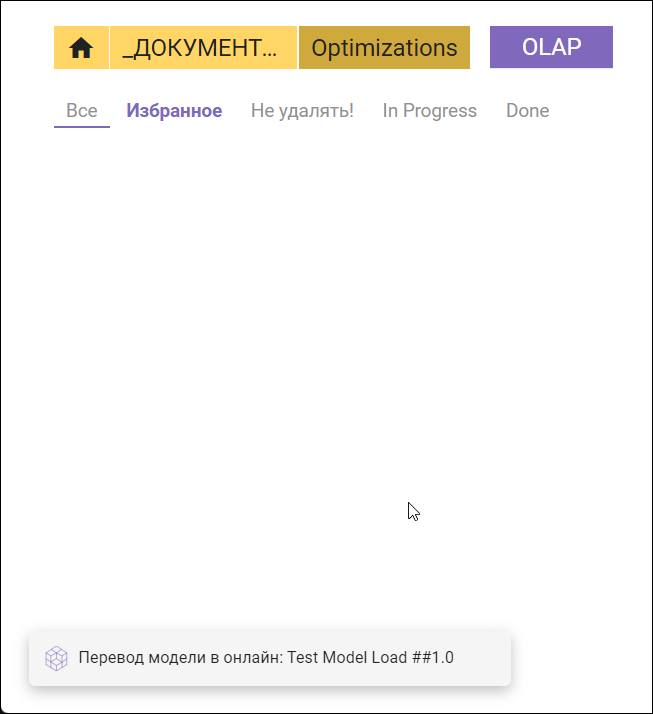 _ДОКУМЕНТ... Optimizations OLAP
Все Избранное Не удалять! In Progress Done
Перевод модели в онлайн: Test Model Load ##1.0